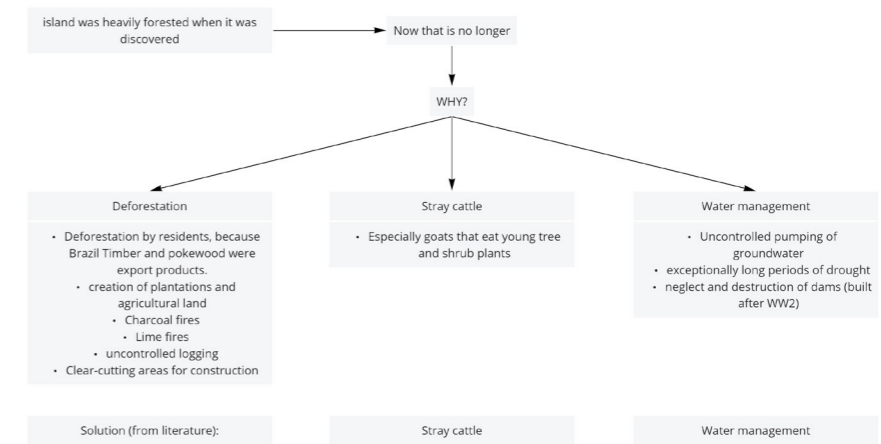 island was heavily forested when it was
discovered
Now that is no longer
WHY?
Deforestation
• Deforestation by residents, because
Brazil Timber and pokewood were
export products.
• creation of plantations and
agricultural land
• Charcoal fires
• Lime fires
• uncontrolled logging
• Clear-cutting areas for construction
Stray cattle
• Especially goats that eat young tree
and shrub plants
Water management
• Uncontrolled pumping of
groundwater
• exceptionally long periods of drought
• neglect and destruction of dams (built
after WW2)
Solution (from literature):
Stray cattle
Water management